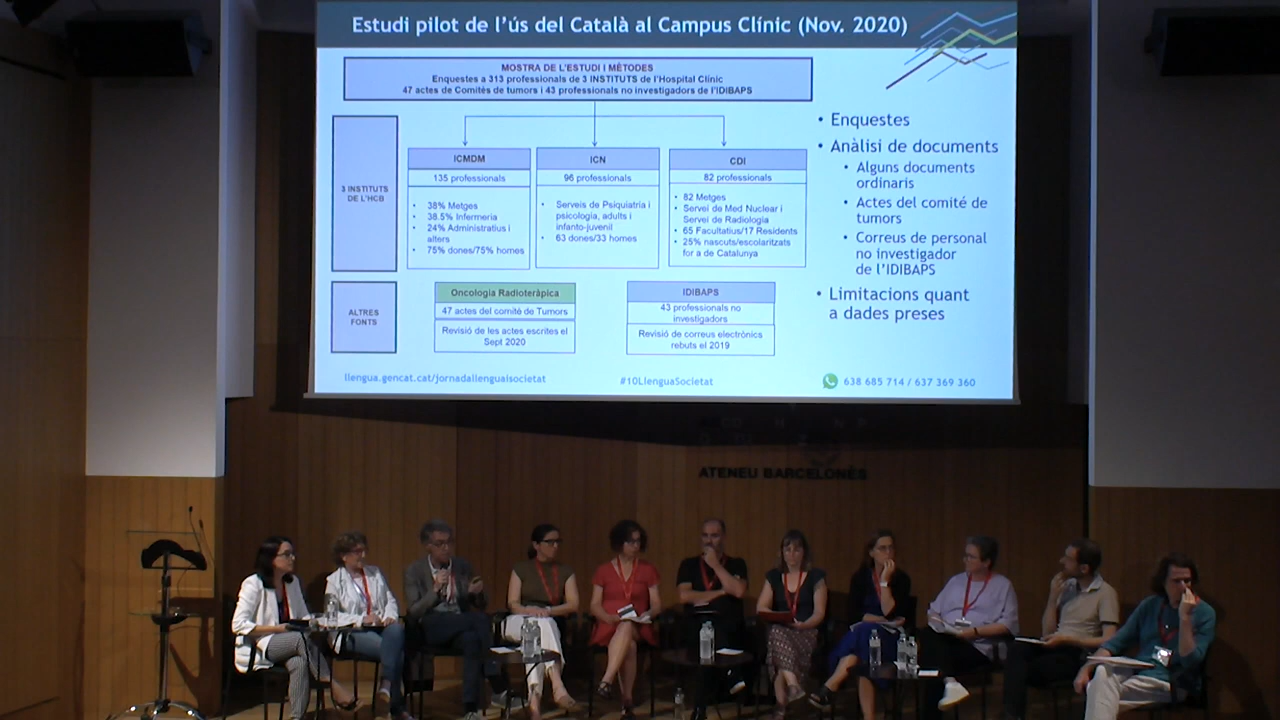 Estudi pilot de l'ús del Català al Campus Clínic (Nov. 2020)
MOSTRA DE L'ESTUDI I MÈTODES
Enquestes a 313 professionals de 3 INSTITUTS de l'Hospital Clínic
47 actes de Comitès de tumors i 43 professionals no investigadors de l'IDIBAPS
3 INSTITUTS
DE L'HCB
ICMDM
135 professionals
• 38% Metges
• 38.5% Infermeria
• 24% Administratius i
alters
• 75% dones/75% homes
ICN
96 professionals
• Serveis de Psiquiatria i
psicologia, adults i
infanto-juvenil
• 63 dones/33 homes
CDI
82 professionals
• 82 Metges
• Servei de Med Nuclear i
Servei de Radiologia
• 65 Facultatius/17 Residents
• 25% nascuts/escolaritzats
for a de Catalunya
ALTRES
FONTS
Oncologia Radioteràpica
47 actes del comitè de Tumors
Revisió de les actes escrites el
Sept 2020
IDIBAPS
43 professionals no
investigadors
Revisió de correus electrònics
rebuts el 2019
• Enquestes
• Anàlisi de documents
• Alguns documents
ordinaris
• Actes del comité de
tumors
• Correus de personal
no investigador
de l'IDIBAPS
• Limitacions quant
a dades preses
llengua.gencat.cat/jornadallenguaisocietat
#10LlenguaSocietat
638 685 714 / 637 369 360
ATENEU BARCELONÈS